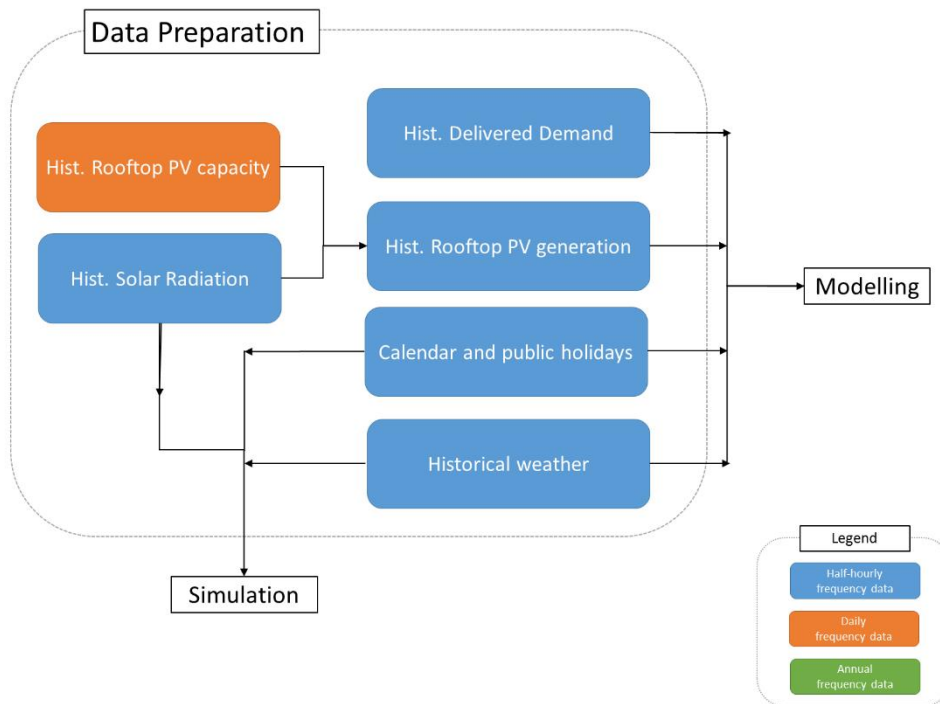 Data Preparation
Hist. Delivered Demand
Hist. Rooftop PV capacity
Hist. Rooftop PV generation
Hist. Solar Radiation
Modelling
Calendar and public holidays
Historical weather
Simulation
Legend
Half-hourly
frequency data
Daily
frequency data
Annual
frequency data